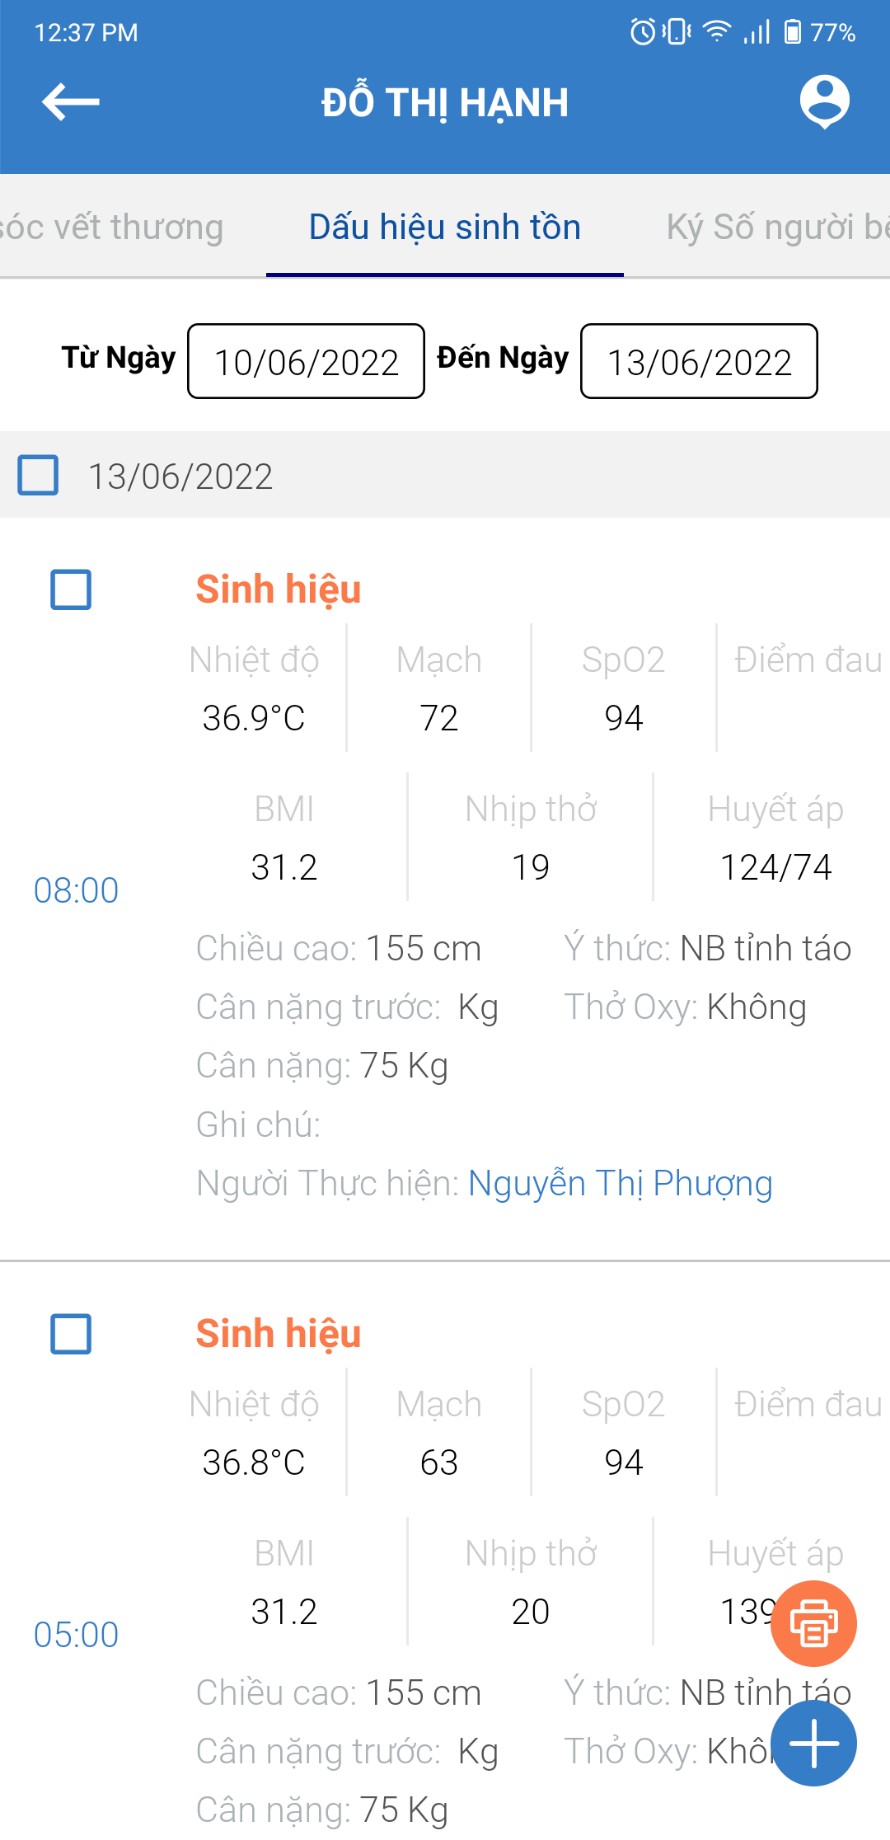 12:37 PM 77%
ĐỖ THỊ HẠNH
sóc vết thương Dấu hiệu sinh tồn Ký Số người
Từ Ngày 10/06/2022 Đến Ngày 13/06/2022
13/06/2022
Sinh hiệu
Nhiệt độ Mạch SpO2 Điểm đau
36.9°C 72 94
BMI Nhịp thở Huyết áp
31.2 19 124/74
08:00
Chiều cao: 155 cm Ý thức: NB tỉnh táo
Cân nặng trước: Kg Thở Oxy: Không
Cân nặng: 75 Kg
Ghi chú:
Người Thực hiện: Nguyễn Thị Phượng
Sinh hiệu
Nhiệt độ Mạch SpO2 Điểm đau
36.8°C 63 94
BMI Nhịp thở Huyết áp
31.2 20 139
05:00
Chiều cao: 155 cm Ý thức: NB tỉnh táo
Cân nặng trước: Kg Thở Oxy:
Cân nặng: 75 Kg